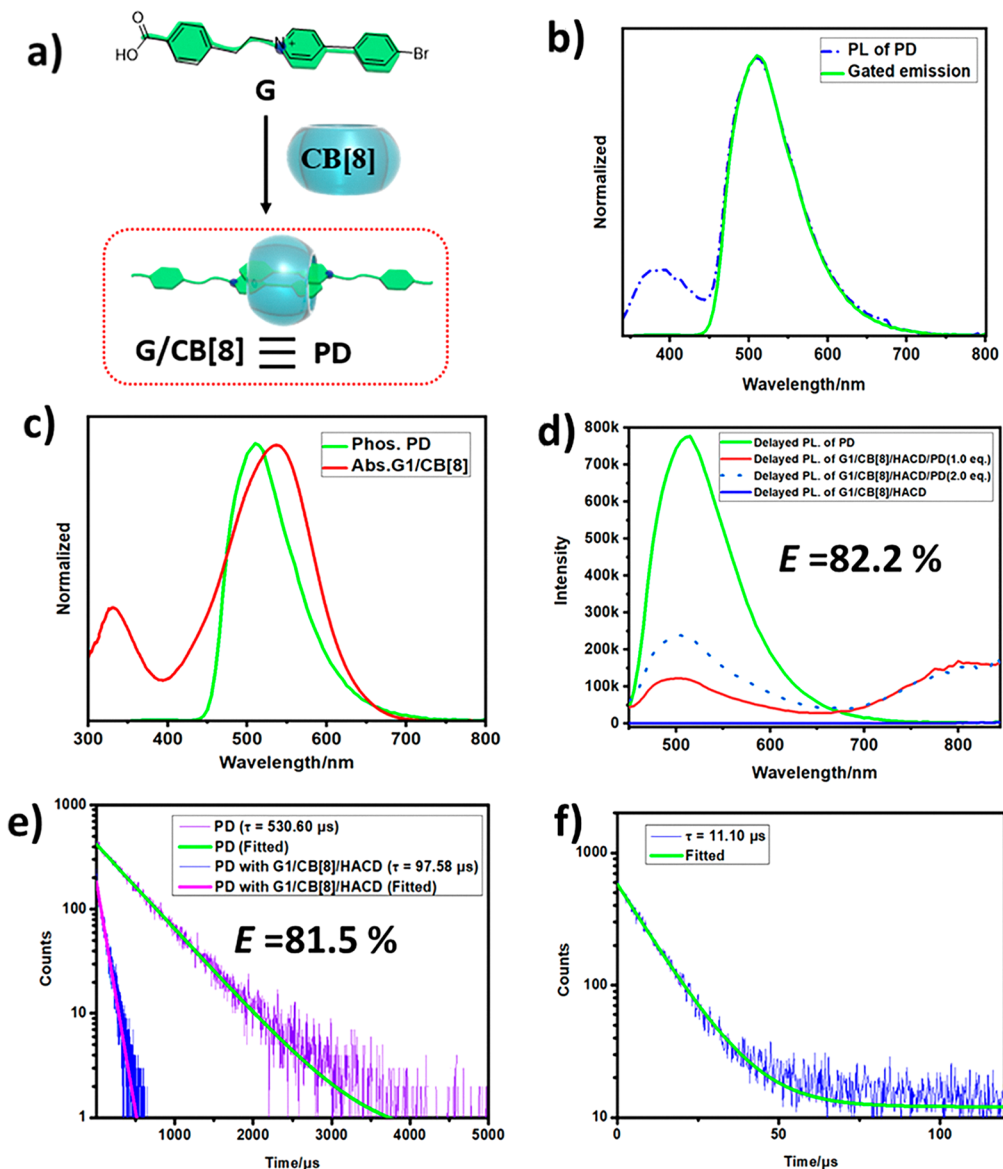 a)
O
HO
N
+
Br
G
CB[8]
G/CB[8] ≡ PD
b)
PL of PD
Gated emission
Normalized
400 500 600 700 800
Wavelength/nm
c)
Phos. PD
Abs.G1/CB[8]
Normalized
300 400 500 600 700 800
Wavelength/nm
d)
Delayed PL. of PD
Delayed PL. of G1/CB[8]/HACD/PD(1.0 eq.)
Delayed PL. of G1/CB[8]/HACD/PD(2.0 eq.)
Delayed PL. of G1/CB[8]/HACD
E =82.2 %
Intensity
800k
700k
600k
500k
400k
300k
200k
100k
0
500 600 700 800
Wavelength/nm
e)
PD (τ = 530.60 µs)
PD (Fitted)
PD with G1/CB[8]/HACD (τ = 97.58 µs)
PD with G1/CB[8]/HACD (Fitted)
E =81.5 %
Counts
1000
100
10
1
1000 2000 3000 4000 5000
Time/µs
f)
τ = 11.10 µs
Fitted
Counts
1000
100
10
0 50 100
Time/µs